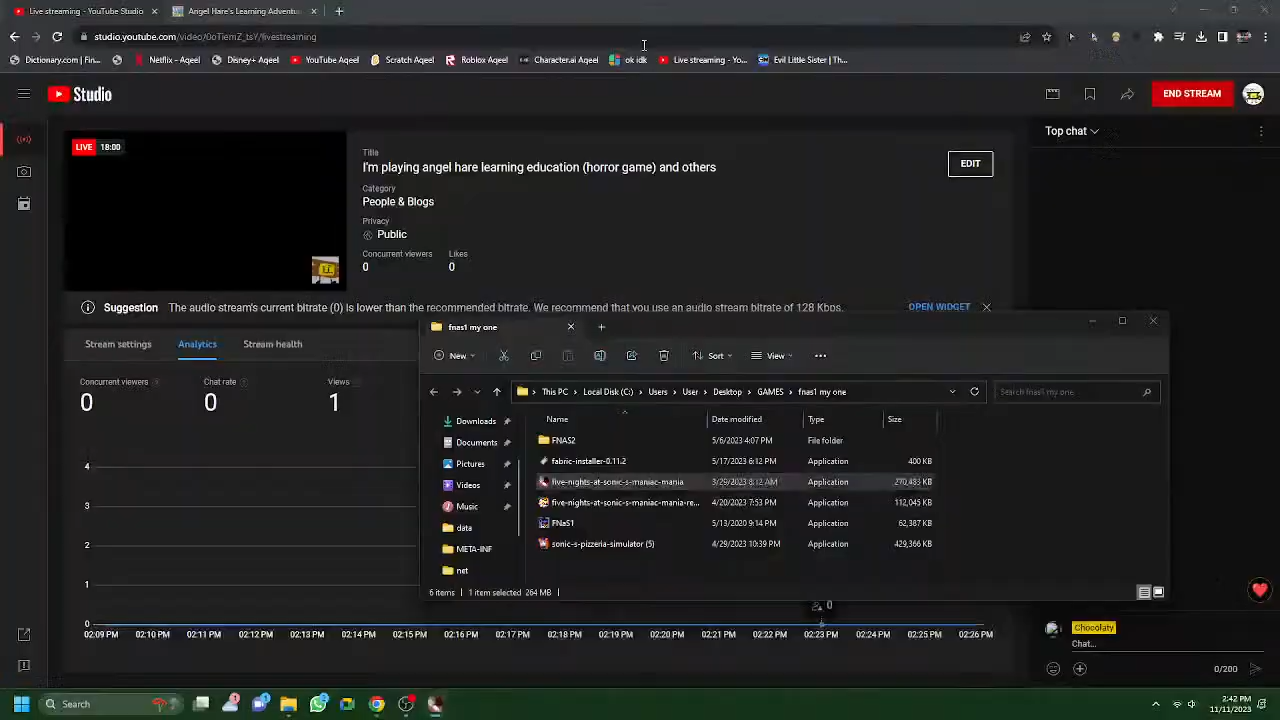 Live streaming - YouTube Studio
Angel Hare's Learning Adventu
studio.youtube.com/video/0oTIemZ_tsY/livestreaming
Dictionary.com | Fin... Netflix - Aqeel Disney+ Aqeel YouTube Aqeel Scratch Aqeel Roblox Aqeel Character.ai Aqeel ok idk Live streaming - Yo... Evil Little Sister | Th...
Studio
END STREAM
LIVE 18:00
Title
I'm playing angel hare learning education (horror game) and others
EDIT
Category
People & Blogs
Privacy
Public
Concurrent viewers Likes
0 0
Top chat
Suggestion The audio stream's current bitrate (0) is lower than the recommended bitrate. We recommend that you use an audio stream bitrate of 128 Kbps. OPEN WIDGET
Stream settings Analytics Stream health
Concurrent viewers Chat rate Views
0 0 1
4
3
2
1
0
02:09 PM 02:10 PM 02:11 PM 02:12 PM 02:13 PM 02:14 PM 02:15 PM 02:16 PM 02:17 PM 02:18 PM 02:19 PM 02:20 PM 02:21 PM 02:22 PM 02:23 PM 02:24 PM 02:25 PM 02:26 PM
0
fnas1 my one
New Sort View
This PC Local Disk (C:) Users User Desktop GAMES fnas1 my one
Search fnas1 my one
Downloads
Documents
Pictures
Videos
Music
data
META-INF
net
Name Date modified Type Size
FNAS2 5/6/2023 4:07 PM File folder
fabric-installer-0.11.2 5/17/2023 6:12 PM Application 400 KB
five-nights-at-sonic-s-maniac-mania 3/29/2023 8:12 AM Application 270,483 KB
five-nights-at-sonic-s-maniac-mania-re... 4/20/2023 7:53 PM Application 112,045 KB
FNaS1 5/13/2020 9:14 PM Application 62,387 KB
sonic-s-pizzeria-simulator (5) 4/29/2023 10:39 PM Application 429,366 KB
6 items 1 item selected 264 MB
Chocolaty
Chat...
0/200
Search
2:42 PM
11/11/2023